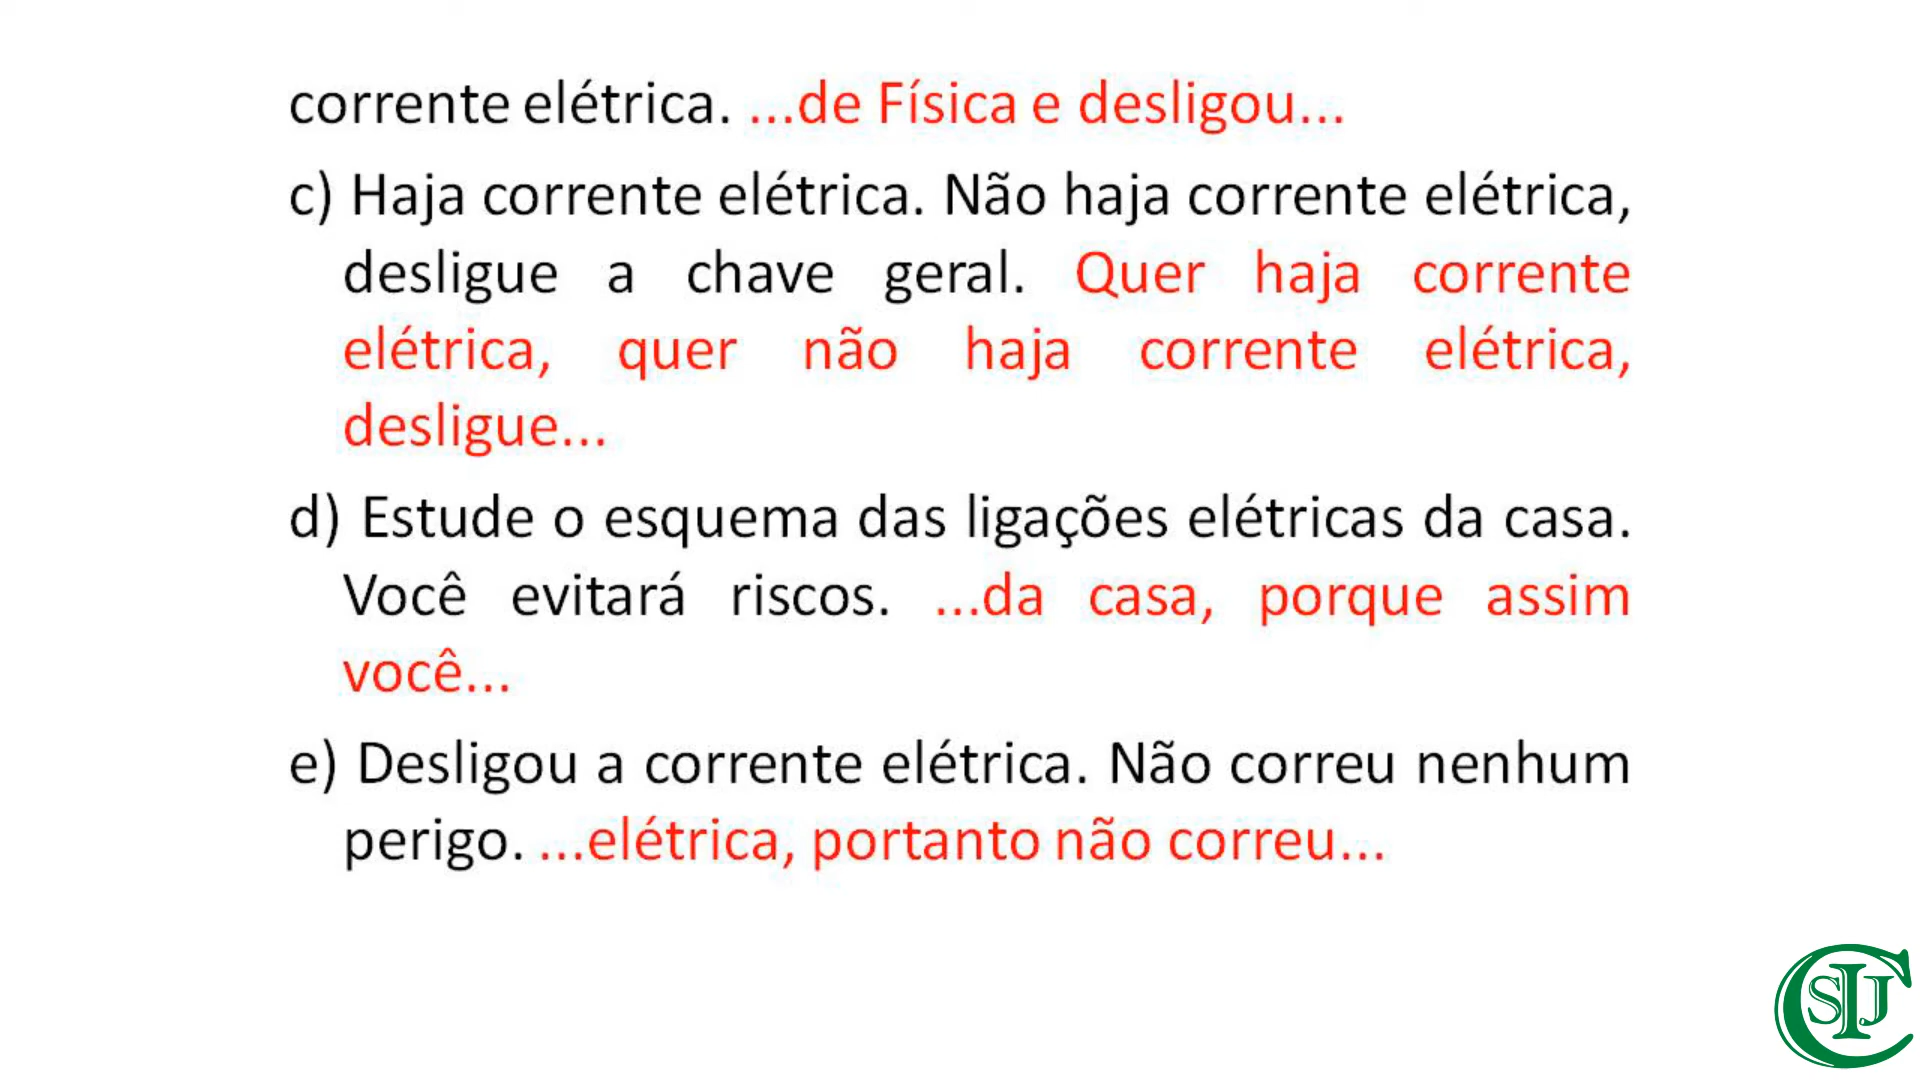 corrente elétrica. ...de Física e desligou...
c) Haja corrente elétrica. Não haja corrente elétrica,
desligue a chave geral. Quer haja corrente
elétrica, quer não haja corrente elétrica,
desligue...
d) Estude o esquema das ligações elétricas da casa.
Você evitará riscos. ...da casa, porque assim
você...
e) Desligou a corrente elétrica. Não correu nenhum
perigo. ...elétrica, portanto não correu...
CSIJ